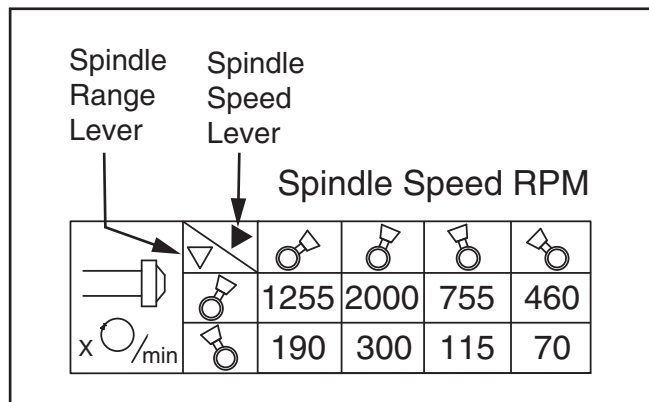 Spindle
Range
Lever
Spindle
Speed
Lever
Spindle Speed RPM
1255 2000 755 460
x /min 190 300 115 70